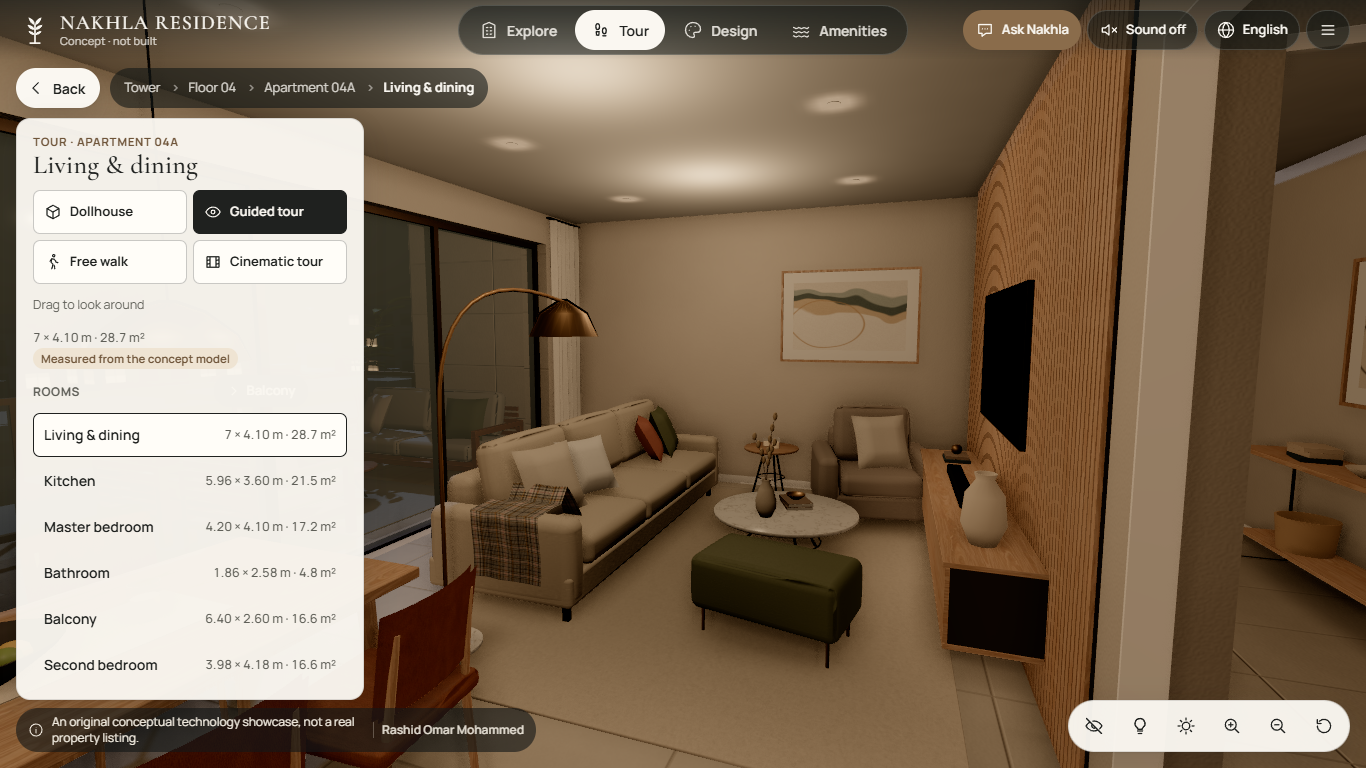 NAKHLA RESIDENCE
Concept · not built
Explore
Tour
Design
Amenities
Ask Nakhla
Sound off
English
Back
Tower > Floor 04 > Apartment 04A > Living & dining
TOUR · APARTMENT 04A
Living & dining
Dollhouse
Guided tour
Free walk
Cinematic tour
Drag to look around
7 × 4.10 m · 28.7 m²
Measured from the concept model
Balcony
ROOMS
Living & dining 7 × 4.10 m · 28.7 m²
Kitchen 5.96 × 3.60 m · 21.5 m²
Master bedroom 4.20 × 4.10 m · 17.2 m²
Bathroom 1.86 × 2.58 m · 4.8 m²
Balcony 6.40 × 2.60 m · 16.6 m²
Second bedroom 3.98 × 4.18 m · 16.6 m²
An original conceptual technology showcase, not a real
property listing.
Rashid Omar Mohammed